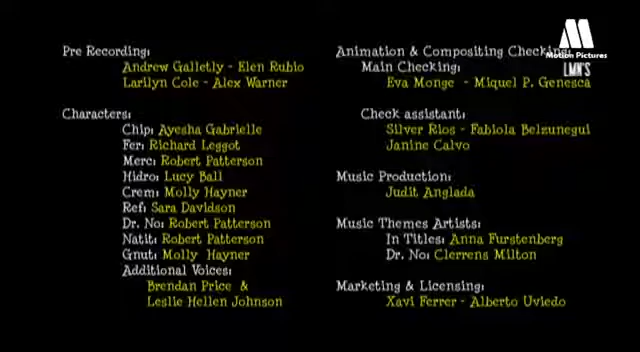 Pre Recording:
Andrew Galletly - Elen Rubio
Larilyn Cole - Alex Warner
Characters:
Chip: Ayesha Gabrielle
Fer: Richard Leggot
Merc: Robert Patterson
Hidro: Lucy Ball
Crem: Molly Hayner
Ref: Sara Davidson
Dr. No: Robert Patterson
Natit: Robert Patterson
Gnut: Molly Hayner
Additional Voices:
Brendan Price &
Leslie Hellen Johnson
Animation & Compositing Checking:
Main Checking:
Eva Monge - Miquel P. Genesca
Check assistant:
Silver Rios - Fabiola Belzunegui
Janine Calvo
Music Production:
Judit Anglada
Music Themes Artists:
In Titles: Anna Furstenberg
Dr. No: Clerrens Milton
Marketing & Licensing:
Xavi Ferrer - Alberto Uviedo
Motion Pictures
LMN'S